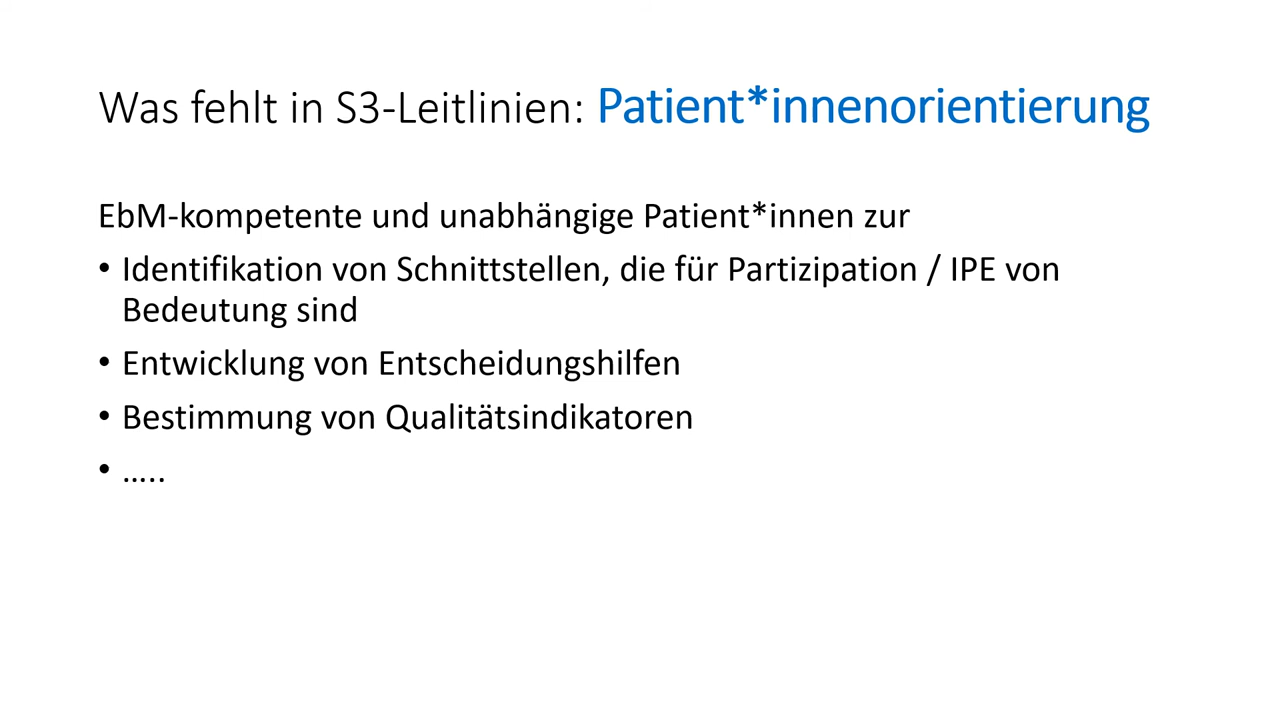 Was fehlt in S3-Leitlinien: Patient*innenorientierung
EbM-kompetente und unabhängige Patient*innen zur
• Identifikation von Schnittstellen, die für Partizipation / IPE von
Bedeutung sind
• Entwicklung von Entscheidungshilfen
• Bestimmung von Qualitätsindikatoren
• …..